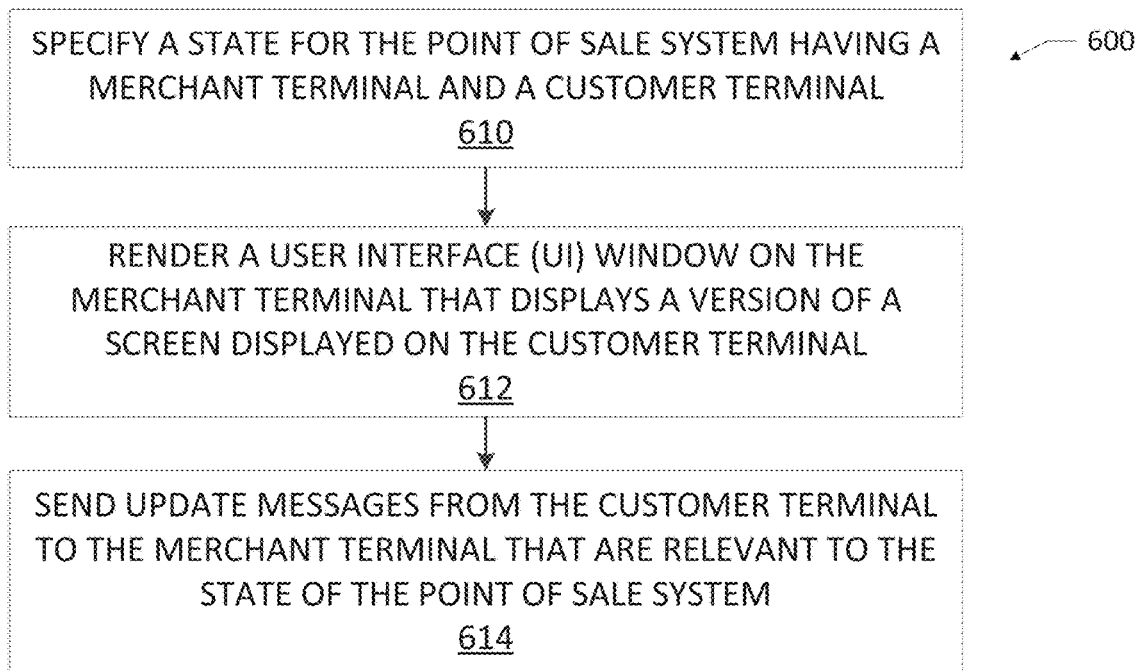 SPECIFY A STATE FOR THE POINT OF SALE SYSTEM HAVING A
MERCHANT TERMINAL AND A CUSTOMER TERMINAL
610
600
RENDER A USER INTERFACE (UI) WINDOW ON THE
MERCHANT TERMINAL THAT DISPLAYS A VERSION OF A
SCREEN DISPLAYED ON THE CUSTOMER TERMINAL
612
SEND UPDATE MESSAGES FROM THE CUSTOMER TERMINAL
TO THE MERCHANT TERMINAL THAT ARE RELEVANT TO THE
STATE OF THE POINT OF SALE SYSTEM
614